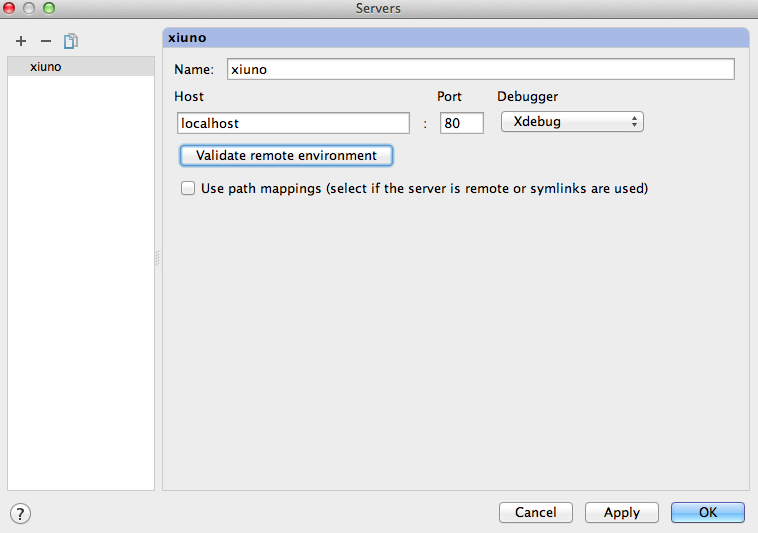 Servers
xiuno
xiuno
Name: xiuno
Host Port Debugger
localhost : 80 Xdebug
Validate remote environment
Use path mappings (select if the server is remote or symlinks are used)
? Cancel Apply OK